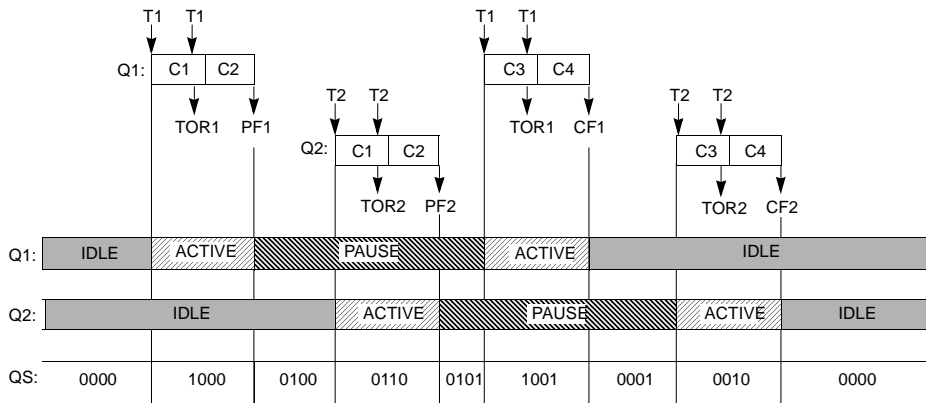 T1 T1 T1 T1
Q1: C1 C2 C3 C4
T2 T2 T2 T2
TOR1 PF1 TOR1 CF1
Q2: C1 C2 C3 C4
TOR2 PF2 TOR2 CF2
Q1: IDLE ACTIVE PAUSE ACTIVE IDLE
Q2: IDLE ACTIVE PAUSE ACTIVE IDLE
QS: 0000 1000 0100 0110 0101 1001 0001 0010 0000